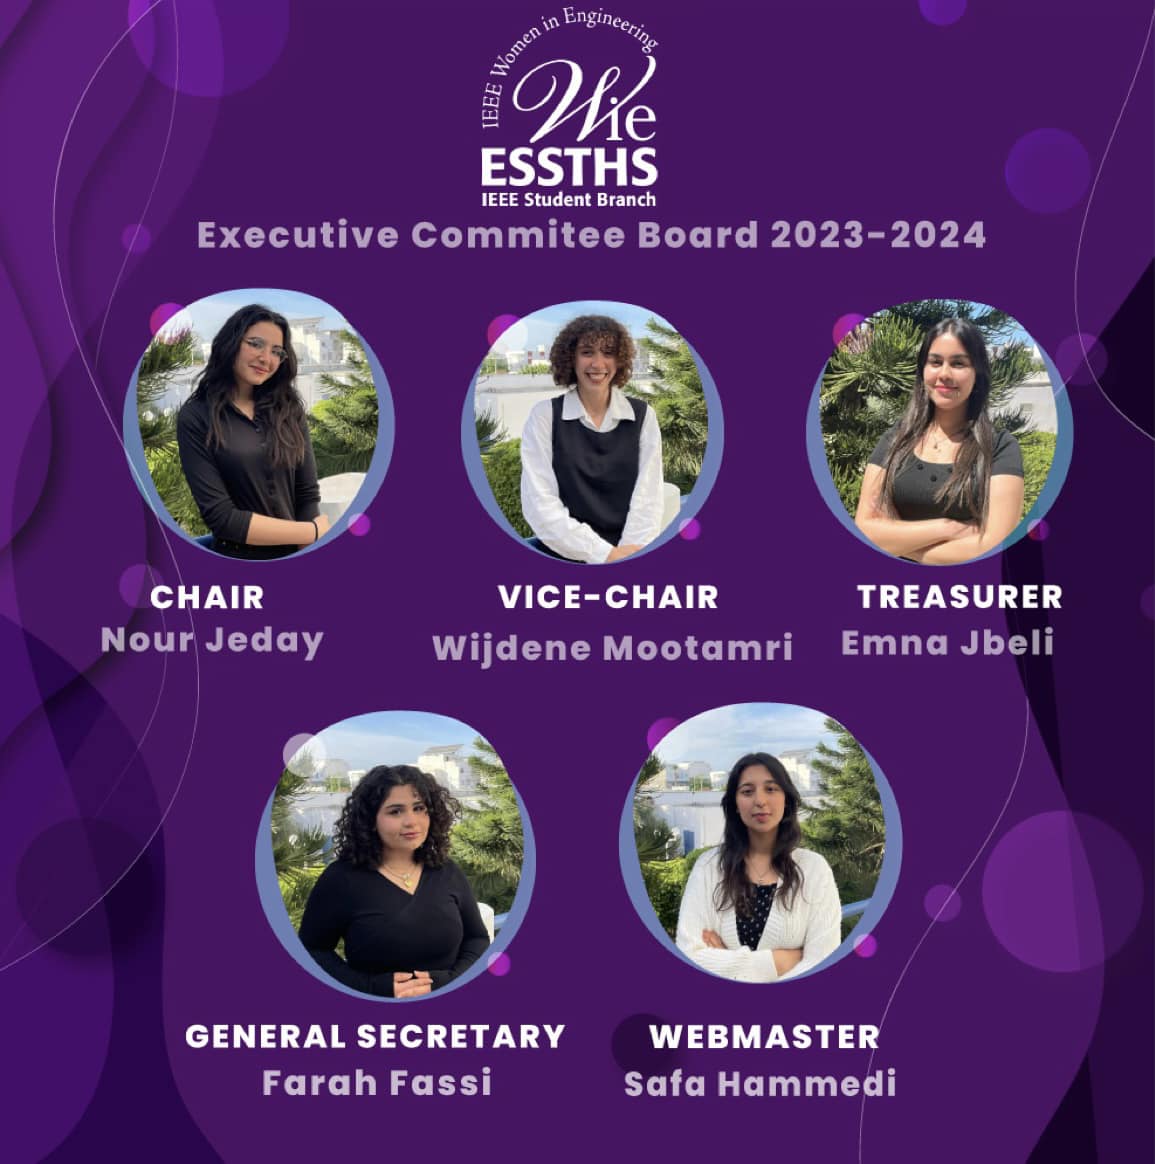 IEEE Women in Engineering
Wie
ESSTHS
IEEE Student Branch
Executive Commitee Board 2023-2024
CHAIR
Nour Jeday
VICE-CHAIR
Wijdene Mootamri
TREASURER
Emna Jbeli
GENERAL SECRETARY
Farah Fassi
WEBMASTER
Safa Hammedi